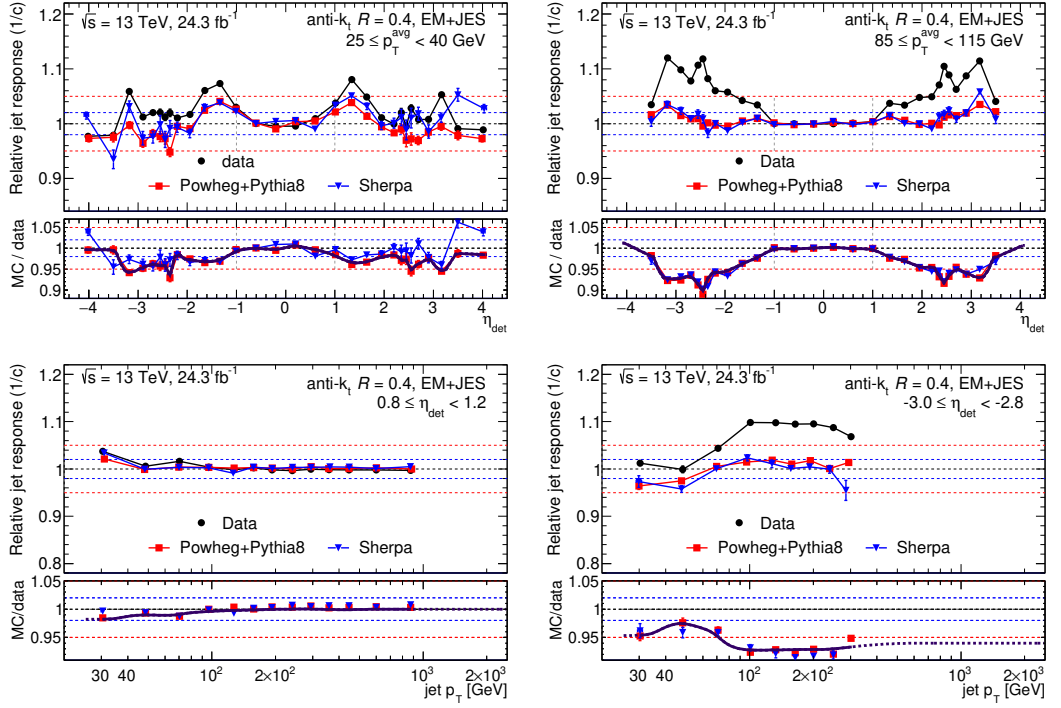 √s = 13 TeV, 24.3 fb⁻¹
anti-kₜ R = 0.4, EM+JES
25 ≤ p_T^avg < 40 GeV
Relative jet response (1/c)
1.2
1.1
1
0.9
data
Powheg+Pythia8
Sherpa
MC / data
1.05
1
0.95
0.9
−4 −3 −2 −1 0 1 2 3 4
η_det
√s = 13 TeV, 24.3 fb⁻¹
anti-kₜ R = 0.4, EM+JES
85 ≤ p_T^avg < 115 GeV
Relative jet response (1/c)
1.2
1.1
1
0.9
Data
Powheg+Pythia8
Sherpa
MC / data
1.05
1
0.95
0.9
−4 −3 −2 −1 0 1 2 3 4
η_det
√s = 13 TeV, 24.3 fb⁻¹
anti-kₜ R = 0.4, EM+JES
0.8 ≤ η_det < 1.2
Relative jet response (1/c)
1.2
1.1
1
0.9
0.8
Data
Powheg+Pythia8
Sherpa
MC/data
1.05
1
0.95
30 40 10² 2×10² 10³ 2×10³
jet p_T [GeV]
√s = 13 TeV, 24.3 fb⁻¹
anti-kₜ R = 0.4, EM+JES
-3.0 ≤ η_det < -2.8
Relative jet response (1/c)
1.2
1.1
1
0.9
0.8
Data
Powheg+Pythia8
Sherpa
MC/data
1.05
1
0.95
30 40 10² 2×10² 10³ 2×10³
jet p_T [GeV]